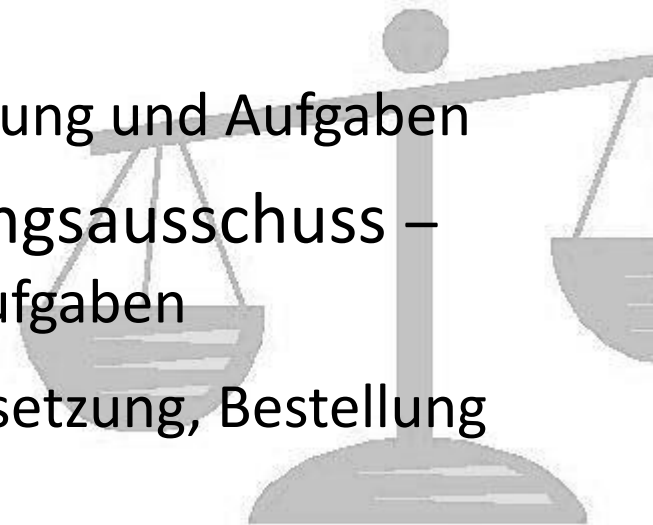 ung und Aufgaben
ngsausschuss –
ufgaben
setzung, Bestellung